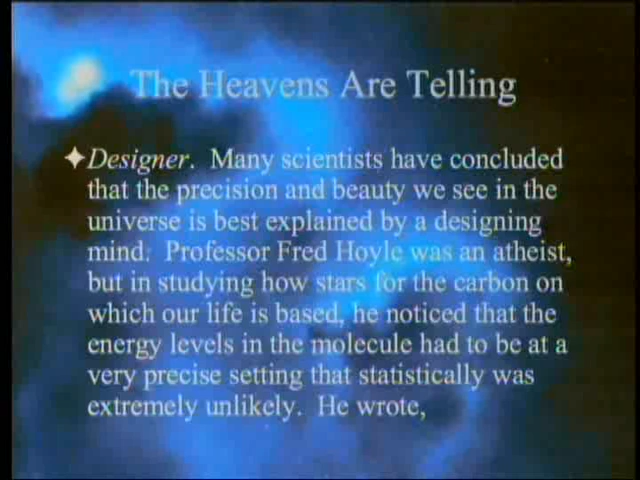 The Heavens Are Telling
Designer. Many scientists have concluded
that the precision and beauty we see in the
universe is best explained by a designing
mind. Professor Fred Hoyle was an atheist,
but in studying how stars for the carbon on
which our life is based, he noticed that the
energy levels in the molecule had to be at a
very precise setting that statistically was
extremely unlikely. He wrote,